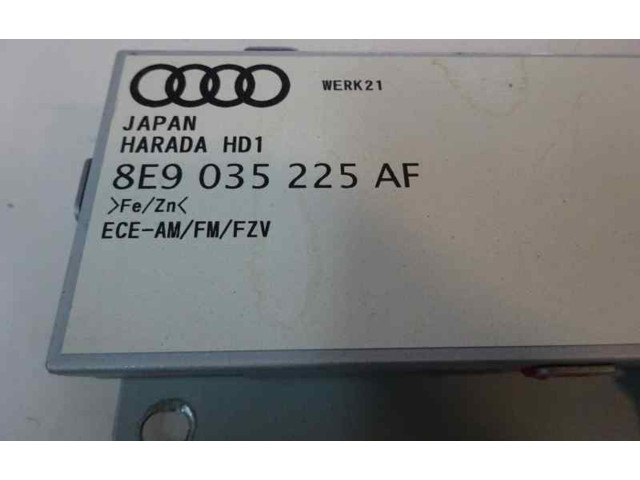 WERK21
JAPAN
HARADA HD1
8E9 035 225 AF
>Fe/Zn<
ECE-AM/FM/FZV